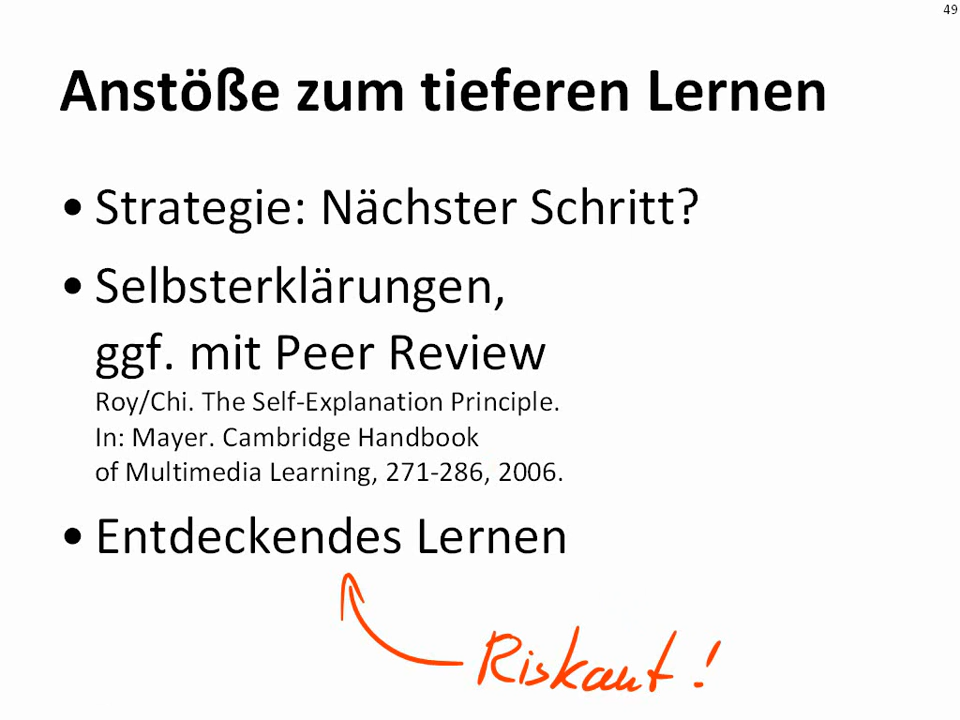 49
Anstöße zum tieferen Lernen
• Strategie: Nächster Schritt?
• Selbsterklärungen,
ggf. mit Peer Review
Roy/Chi. The Self-Explanation Principle.
In: Mayer. Cambridge Handbook
of Multimedia Learning, 271-286, 2006.
• Entdeckendes Lernen
Riskant!